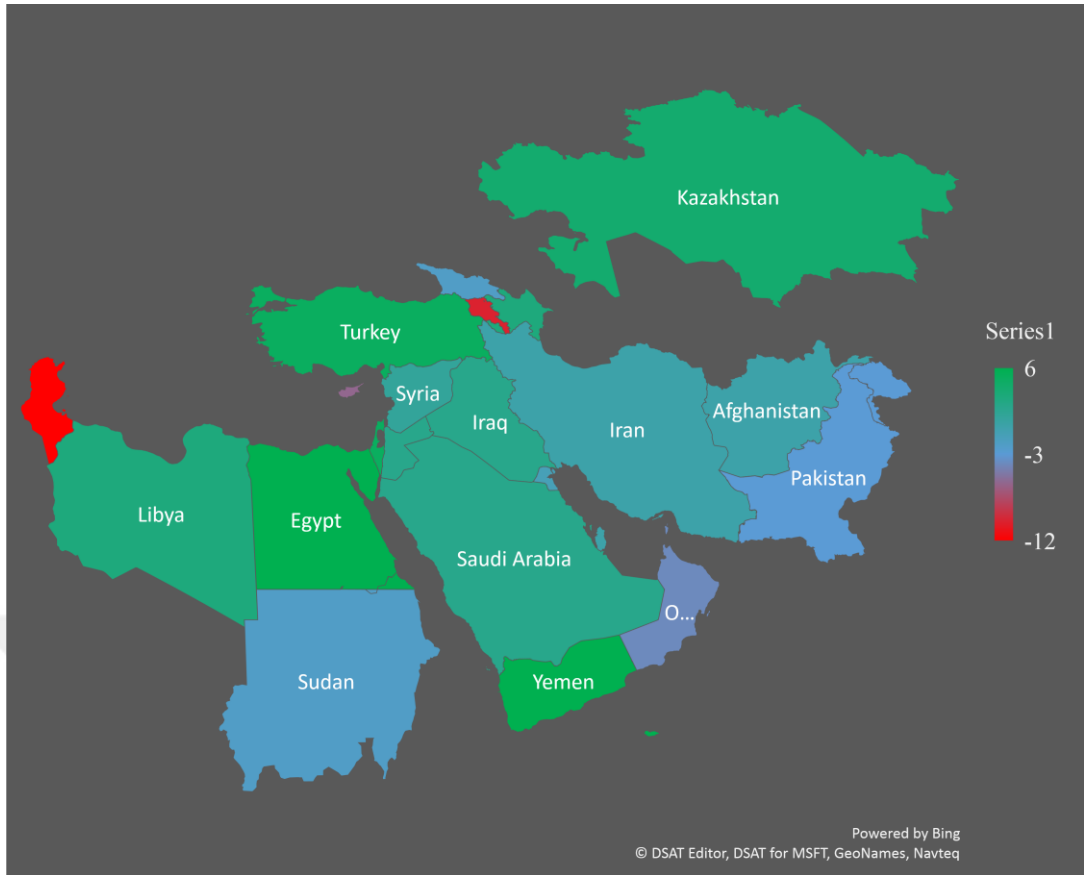 Kazakhstan
Turkey
Syria
Iraq
Iran
Afghanistan
Pakistan
Libya
Egypt
Saudi Arabia
O...
Sudan
Yemen
Series1
6
-3
-12
Powered by Bing
© DSAT Editor, DSAT for MSFT, GeoNames, Navteq